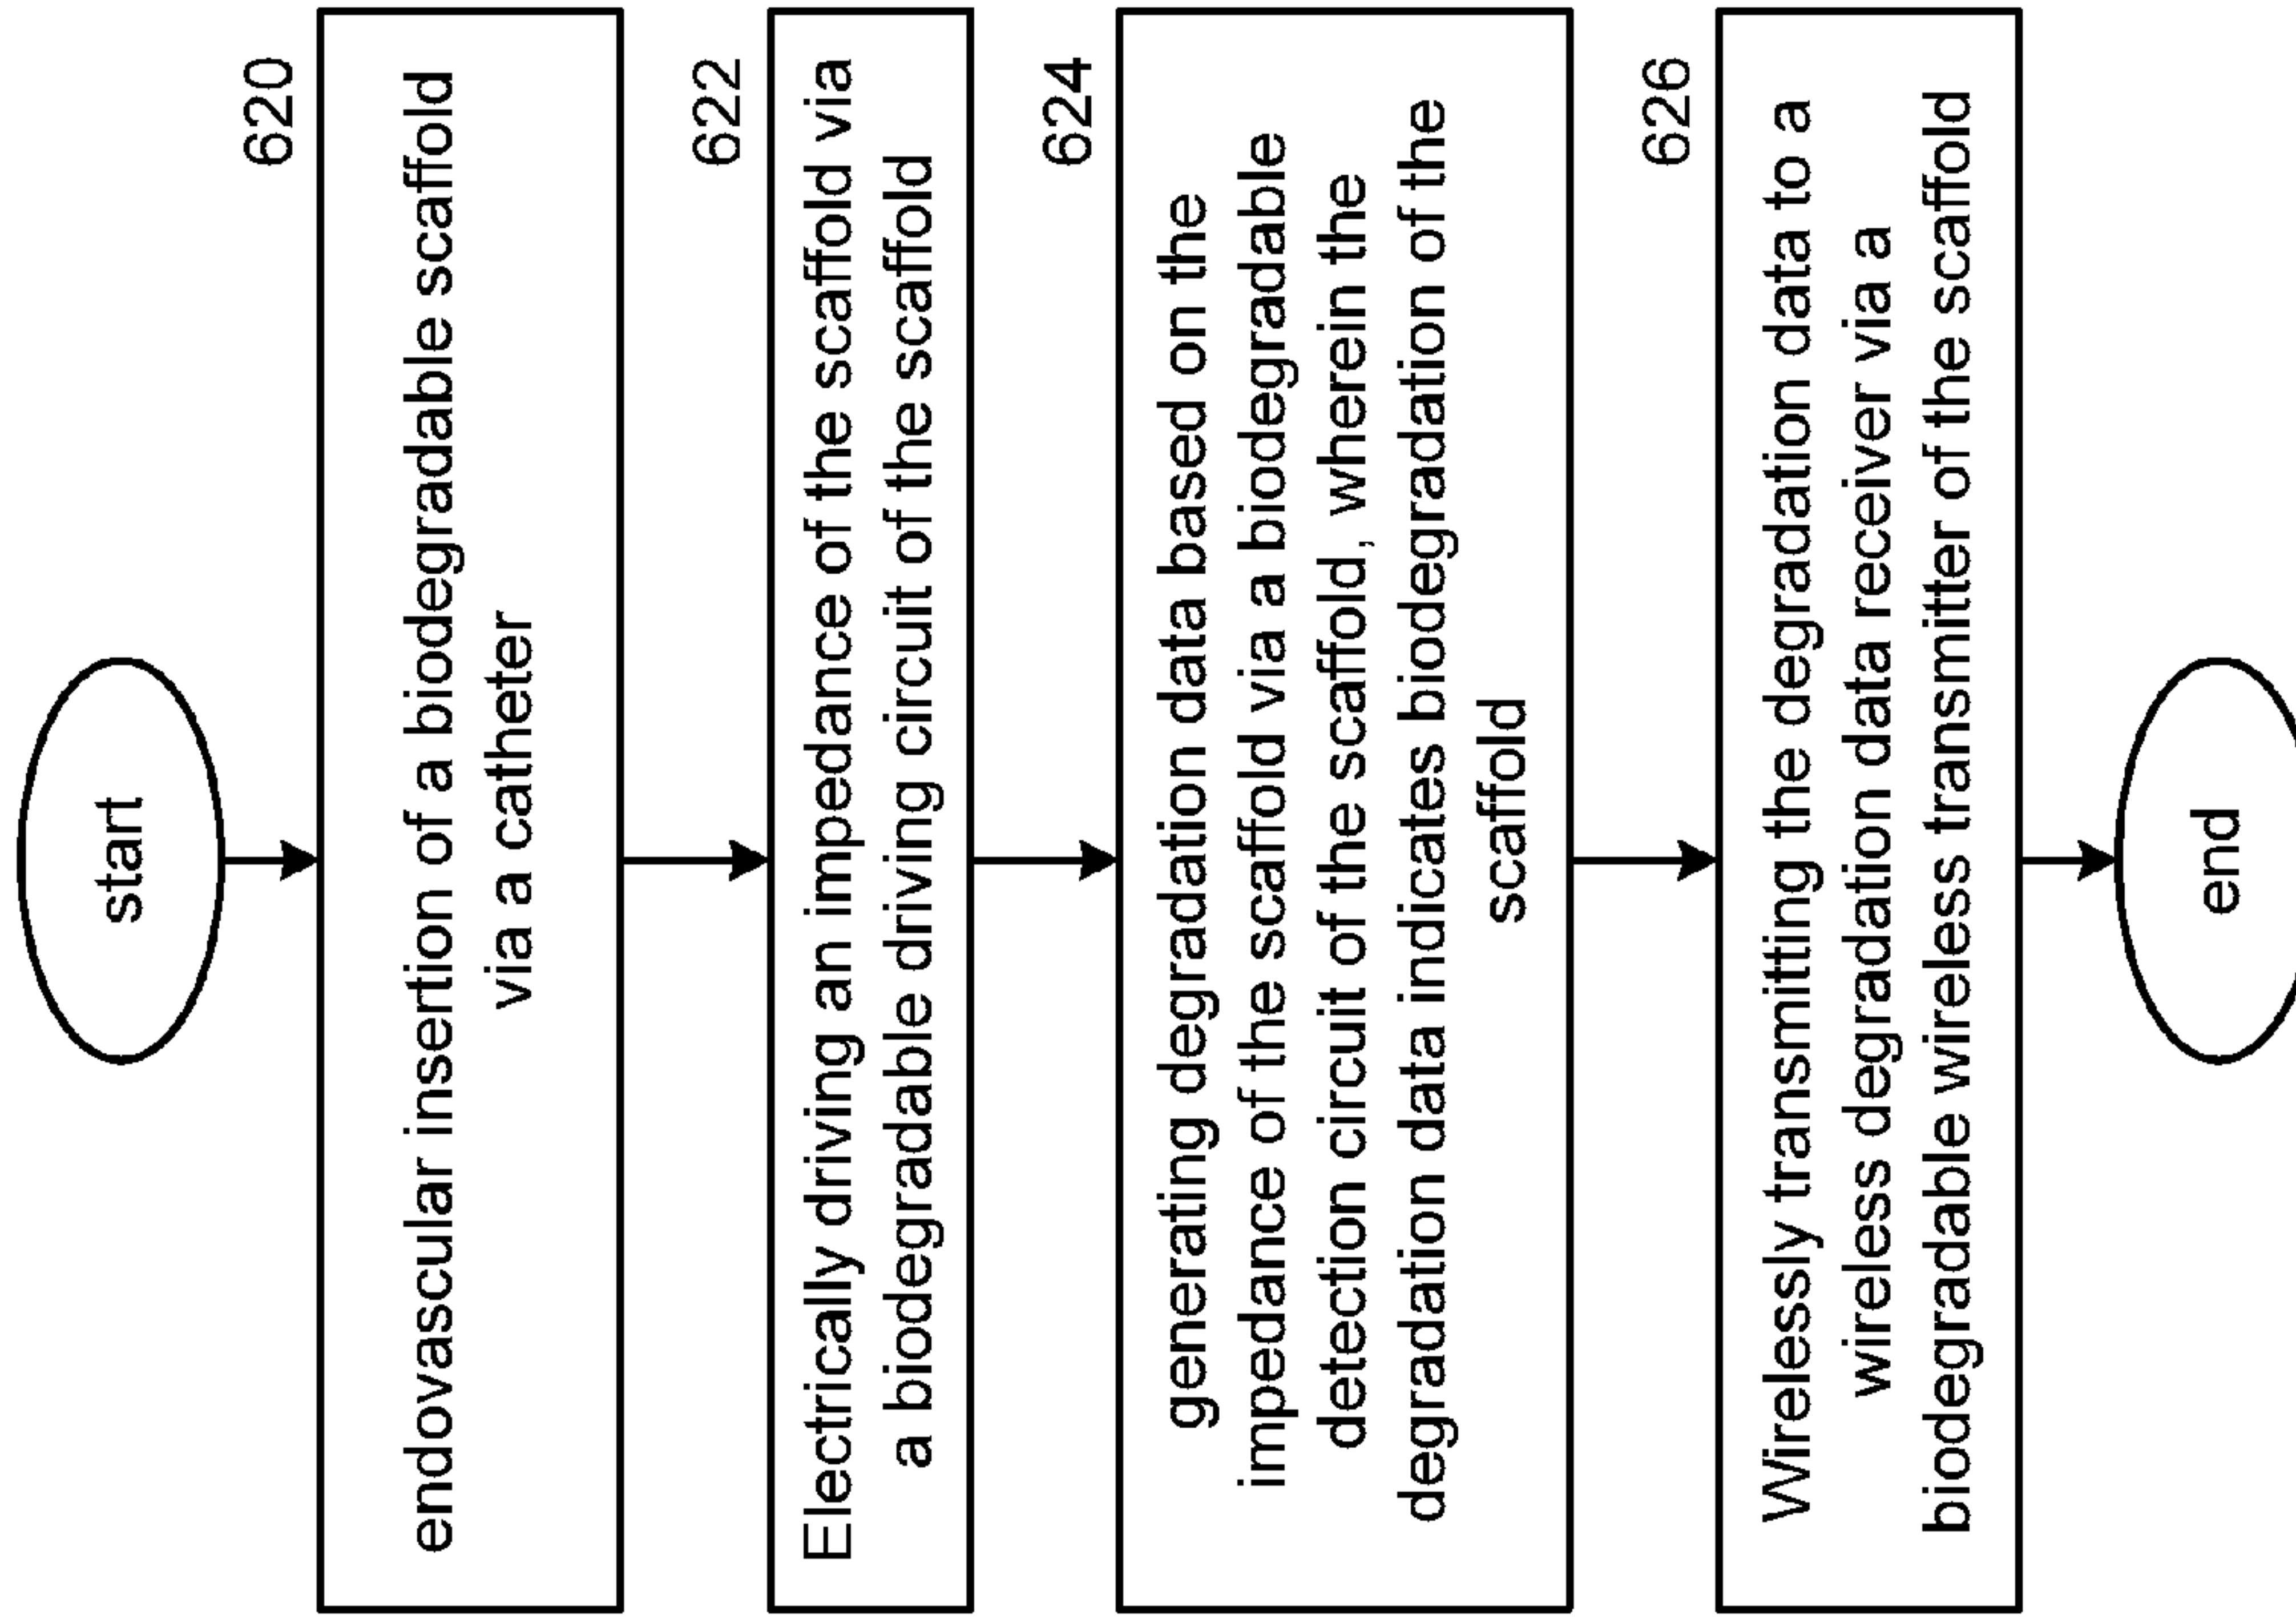 start
620
endovascular insertion of a biodegradable scaffold
via a catheter
622
Electrically driving an impedance of the scaffold via
a biodegradable driving circuit of the scaffold
624
generating degradation data based on the
impedance of the scaffold via a biodegradable
detection circuit of the scaffold, wherein the
degradation data indicates biodegradation of the
scaffold
626
Wirelessly transmitting the degradation data to a
wireless degradation data receiver via a
biodegradable wireless transmitter of the scaffold
end